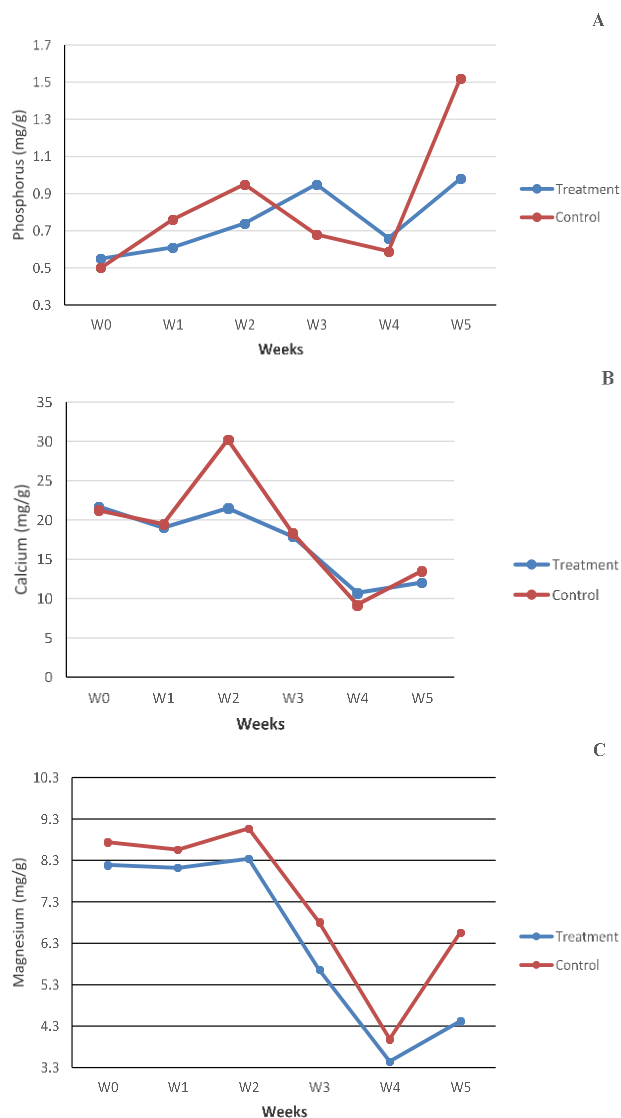 A
Phosphorus (mg/g)
1.7
1.5
1.3
1.1
0.9
0.7
0.5
0.3
W0 W1 W2 W3 W4 W5
Weeks
Treatment
Control
B
Calcium (mg/g)
35
30
25
20
15
10
5
0
W0 W1 W2 W3 W4 W5
Weeks
Treatment
Control
C
Magnesium (mg/g)
10.3
9.3
8.3
7.3
6.3
5.3
4.3
3.3
W0 W1 W2 W3 W4 W5
Weeks
Treatment
Control